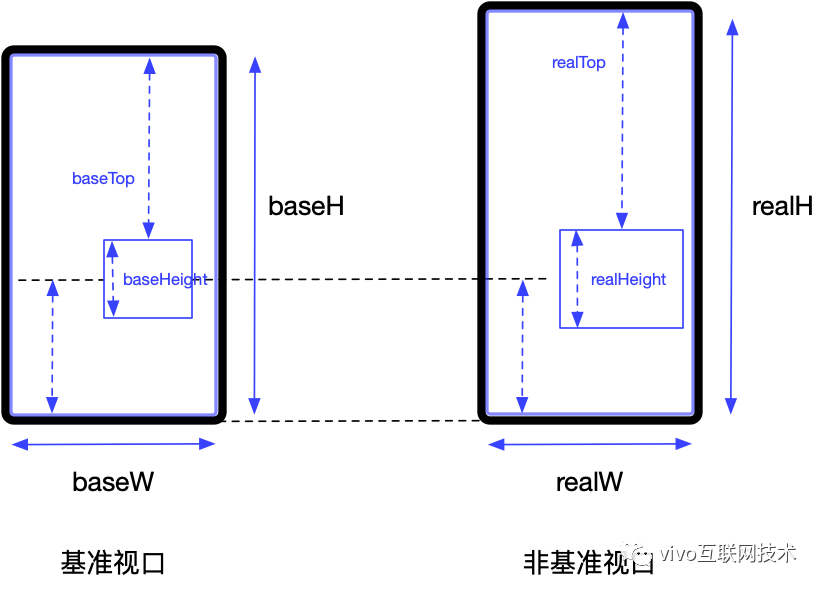 realTop
baseTop
baseH
realH
baseHeight
realHeight
baseW
realW
基准视口
非基准视口
vivo互联网技术